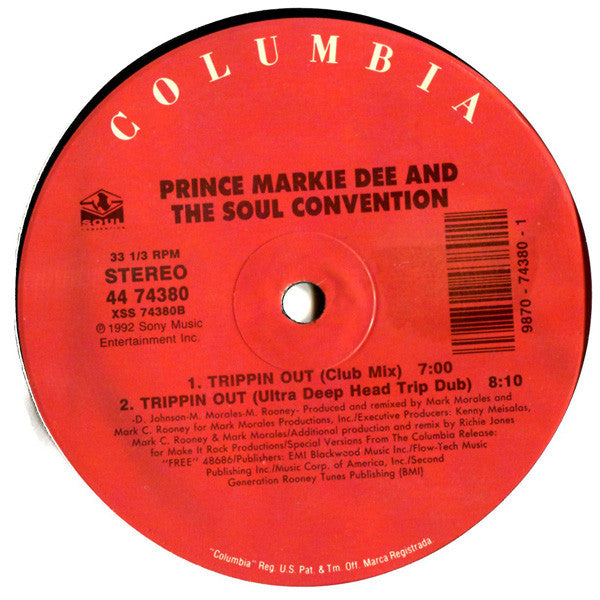 COLUMBIA
PRINCE MARKIE DEE AND
THE SOUL CONVENTION
SOUL
CONVENTION
33 1/3 RPM
STEREO
44 74380
XSS 74380B
℗ 1992 Sony Music
Entertainment Inc.
9870 - 74380 - 1
1. TRIPPIN OUT (Club Mix) 7:00
2. TRIPPIN OUT (Ultra Deep Head Trip Dub) 8:10
-D. Johnson-M. Morales-M. Rooney- Produced and remixed by Mark Morales and
Mark C. Rooney for Mark Morales Productions, Inc./Executive Producers: Kenny Meisalas,
Mark C. Rooney & Mark Morales/Additional production and remix by Richie Jones
for Make It Rock Productions/Special Versions From The Columbia Release:
"FREE" 48686/Publishers: EMI Blackwood Music Inc./Flow-Tech Music
Publishing Inc./Music Corp. of America, Inc./Second
Generation Rooney Tunes Publishing (BMI)
"Columbia" Reg. U.S. Pat. & Tm. Off. Marca Registrada